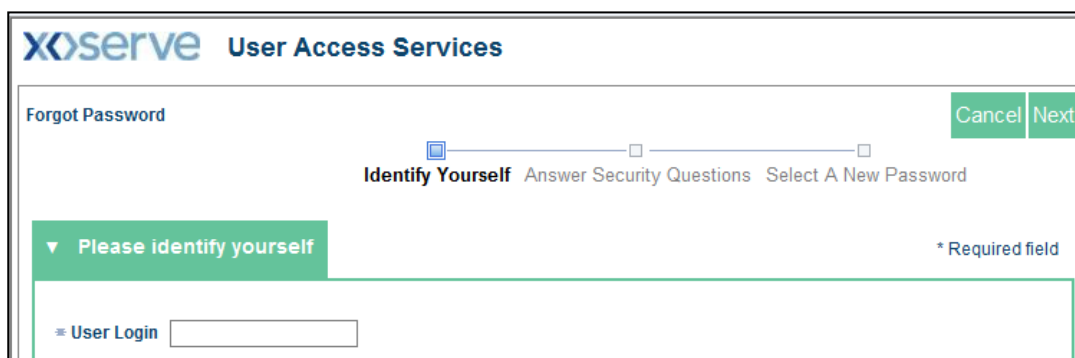 xoserve User Access Services
Forgot Password
Cancel Next
Identify Yourself Answer Security Questions Select A New Password
▼ Please identify yourself
* Required field
* User Login